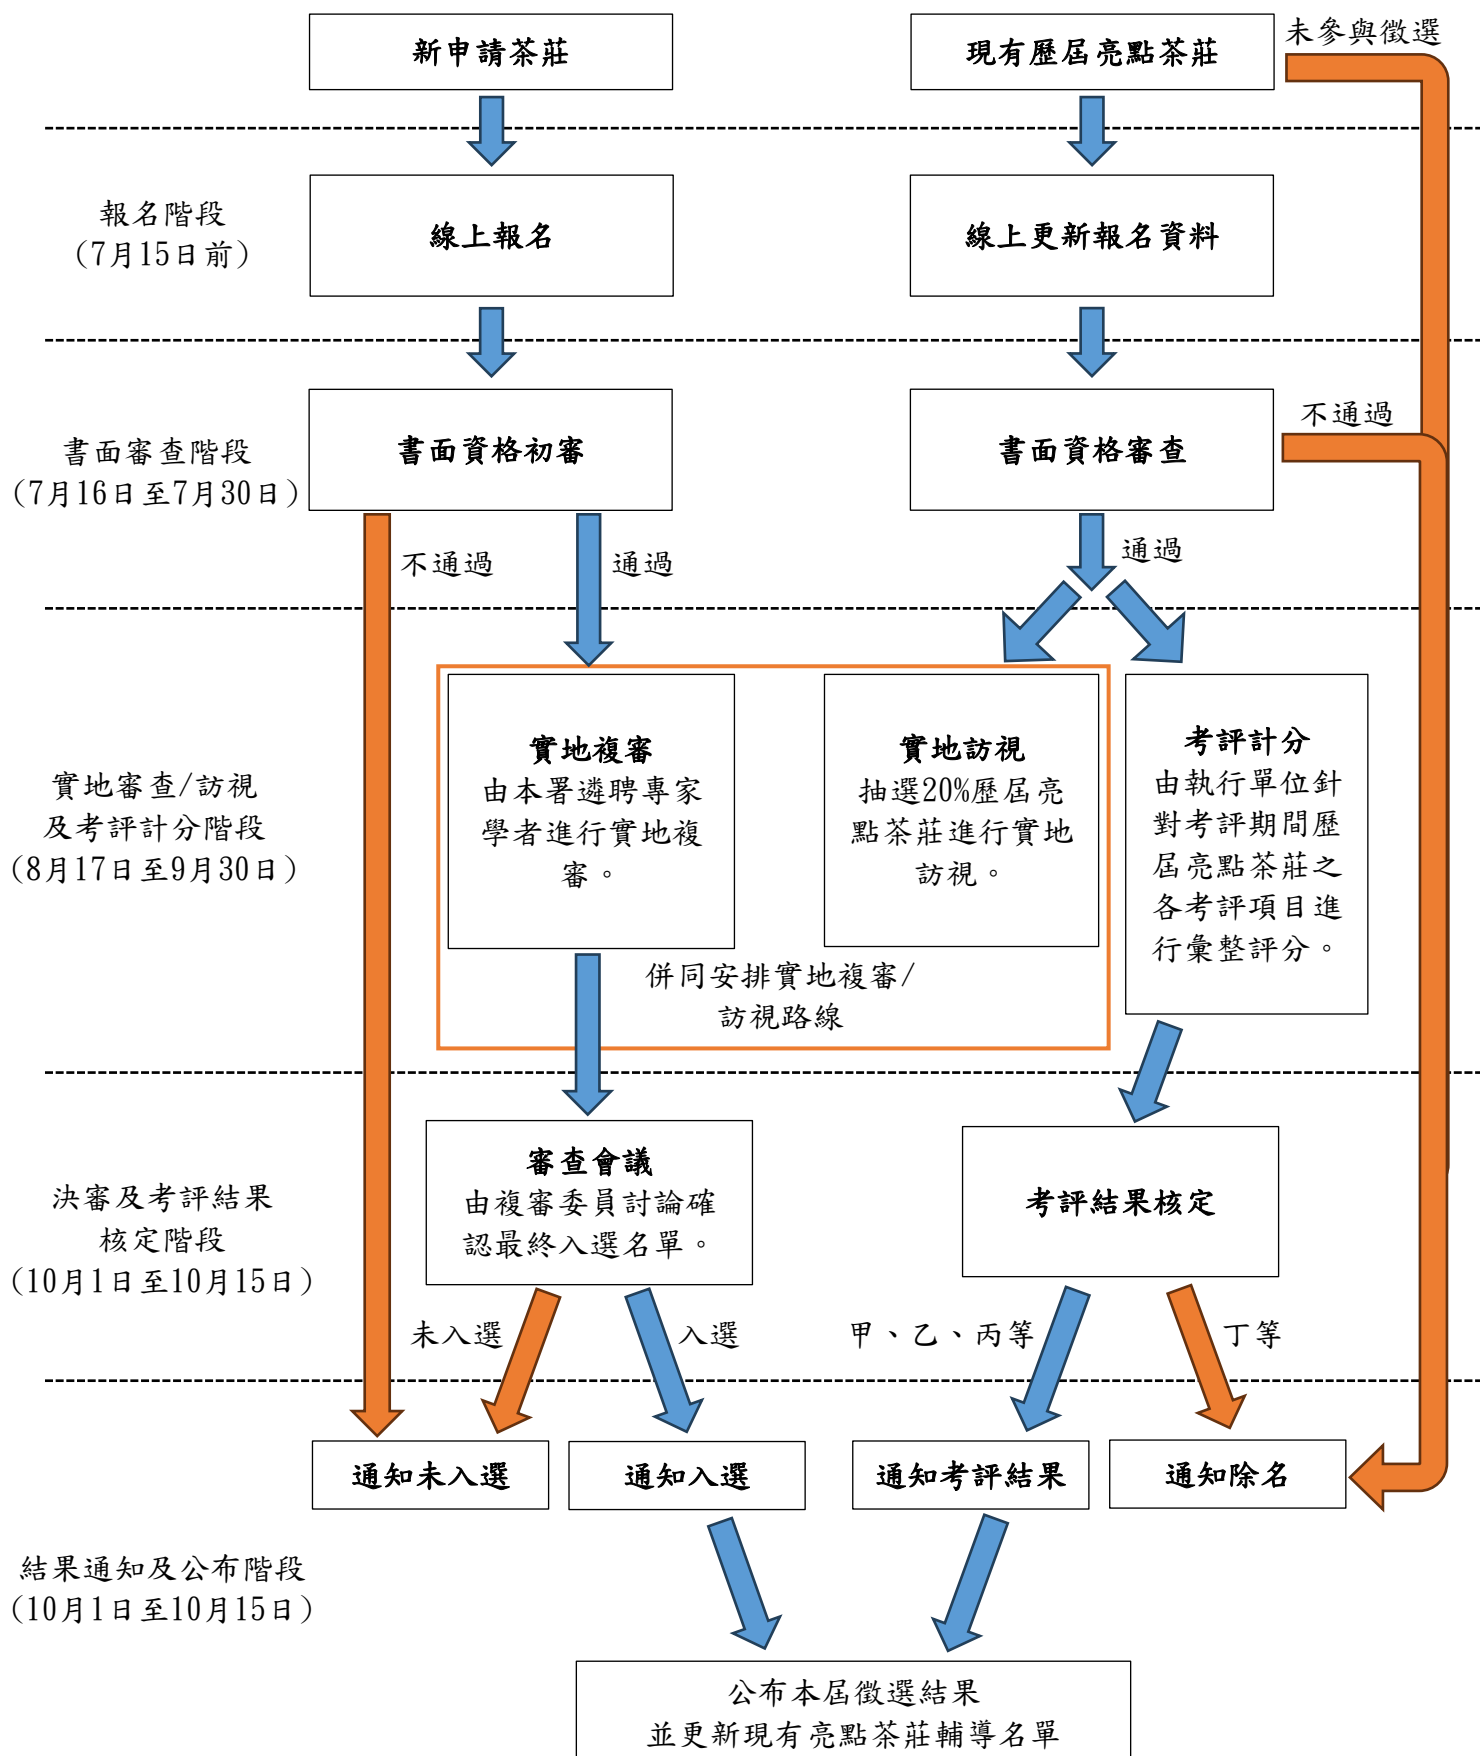 新申請茶莊
現有歷屆亮點茶莊
未參與徵選
報名階段
(7月15日前)
線上報名
線上更新報名資料
書面審查階段
(7月16日至7月30日)
書面資格初審
書面資格審查
不通過
不通過
通過
通過
實地審查/訪視
及考評計分階段
(8月17日至9月30日)
實地複審
由本署遴聘專家
學者進行實地複
審。
實地訪視
抽選20%歷屆亮
點茶莊進行實地
訪視。
考評計分
由執行單位針
對考評期間歷
屆亮點茶莊之
各考評項目進
行彙整評分。
併同安排實地複審/
訪視路線
決審及考評結果
核定階段
(10月1日至10月15日)
審查會議
由複審委員討論確
認最終入選名單。
考評結果核定
未入選
入選
甲、乙、丙等
丁等
通知未入選
通知入選
通知考評結果
通知除名
結果通知及公布階段
(10月1日至10月15日)
公布本屆徵選結果
並更新現有亮點茶莊輔導名單